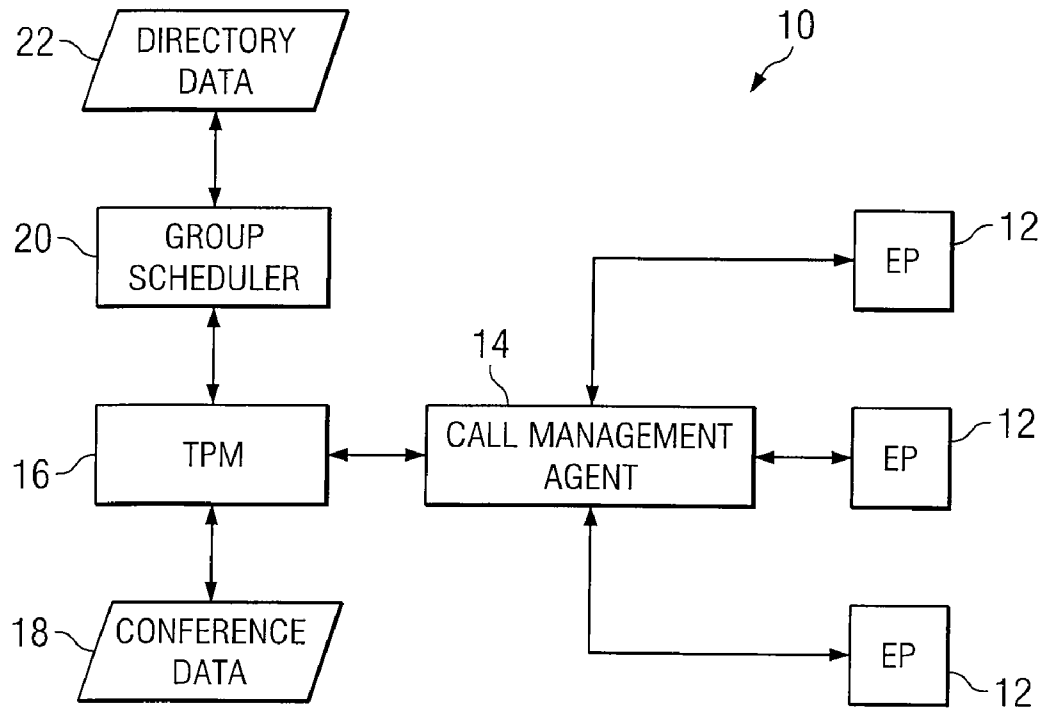 22
DIRECTORY
DATA
10
20
GROUP
SCHEDULER
EP
12
14
16
TPM
CALL MANAGEMENT
AGENT
EP
12
18
CONFERENCE
DATA
EP
12